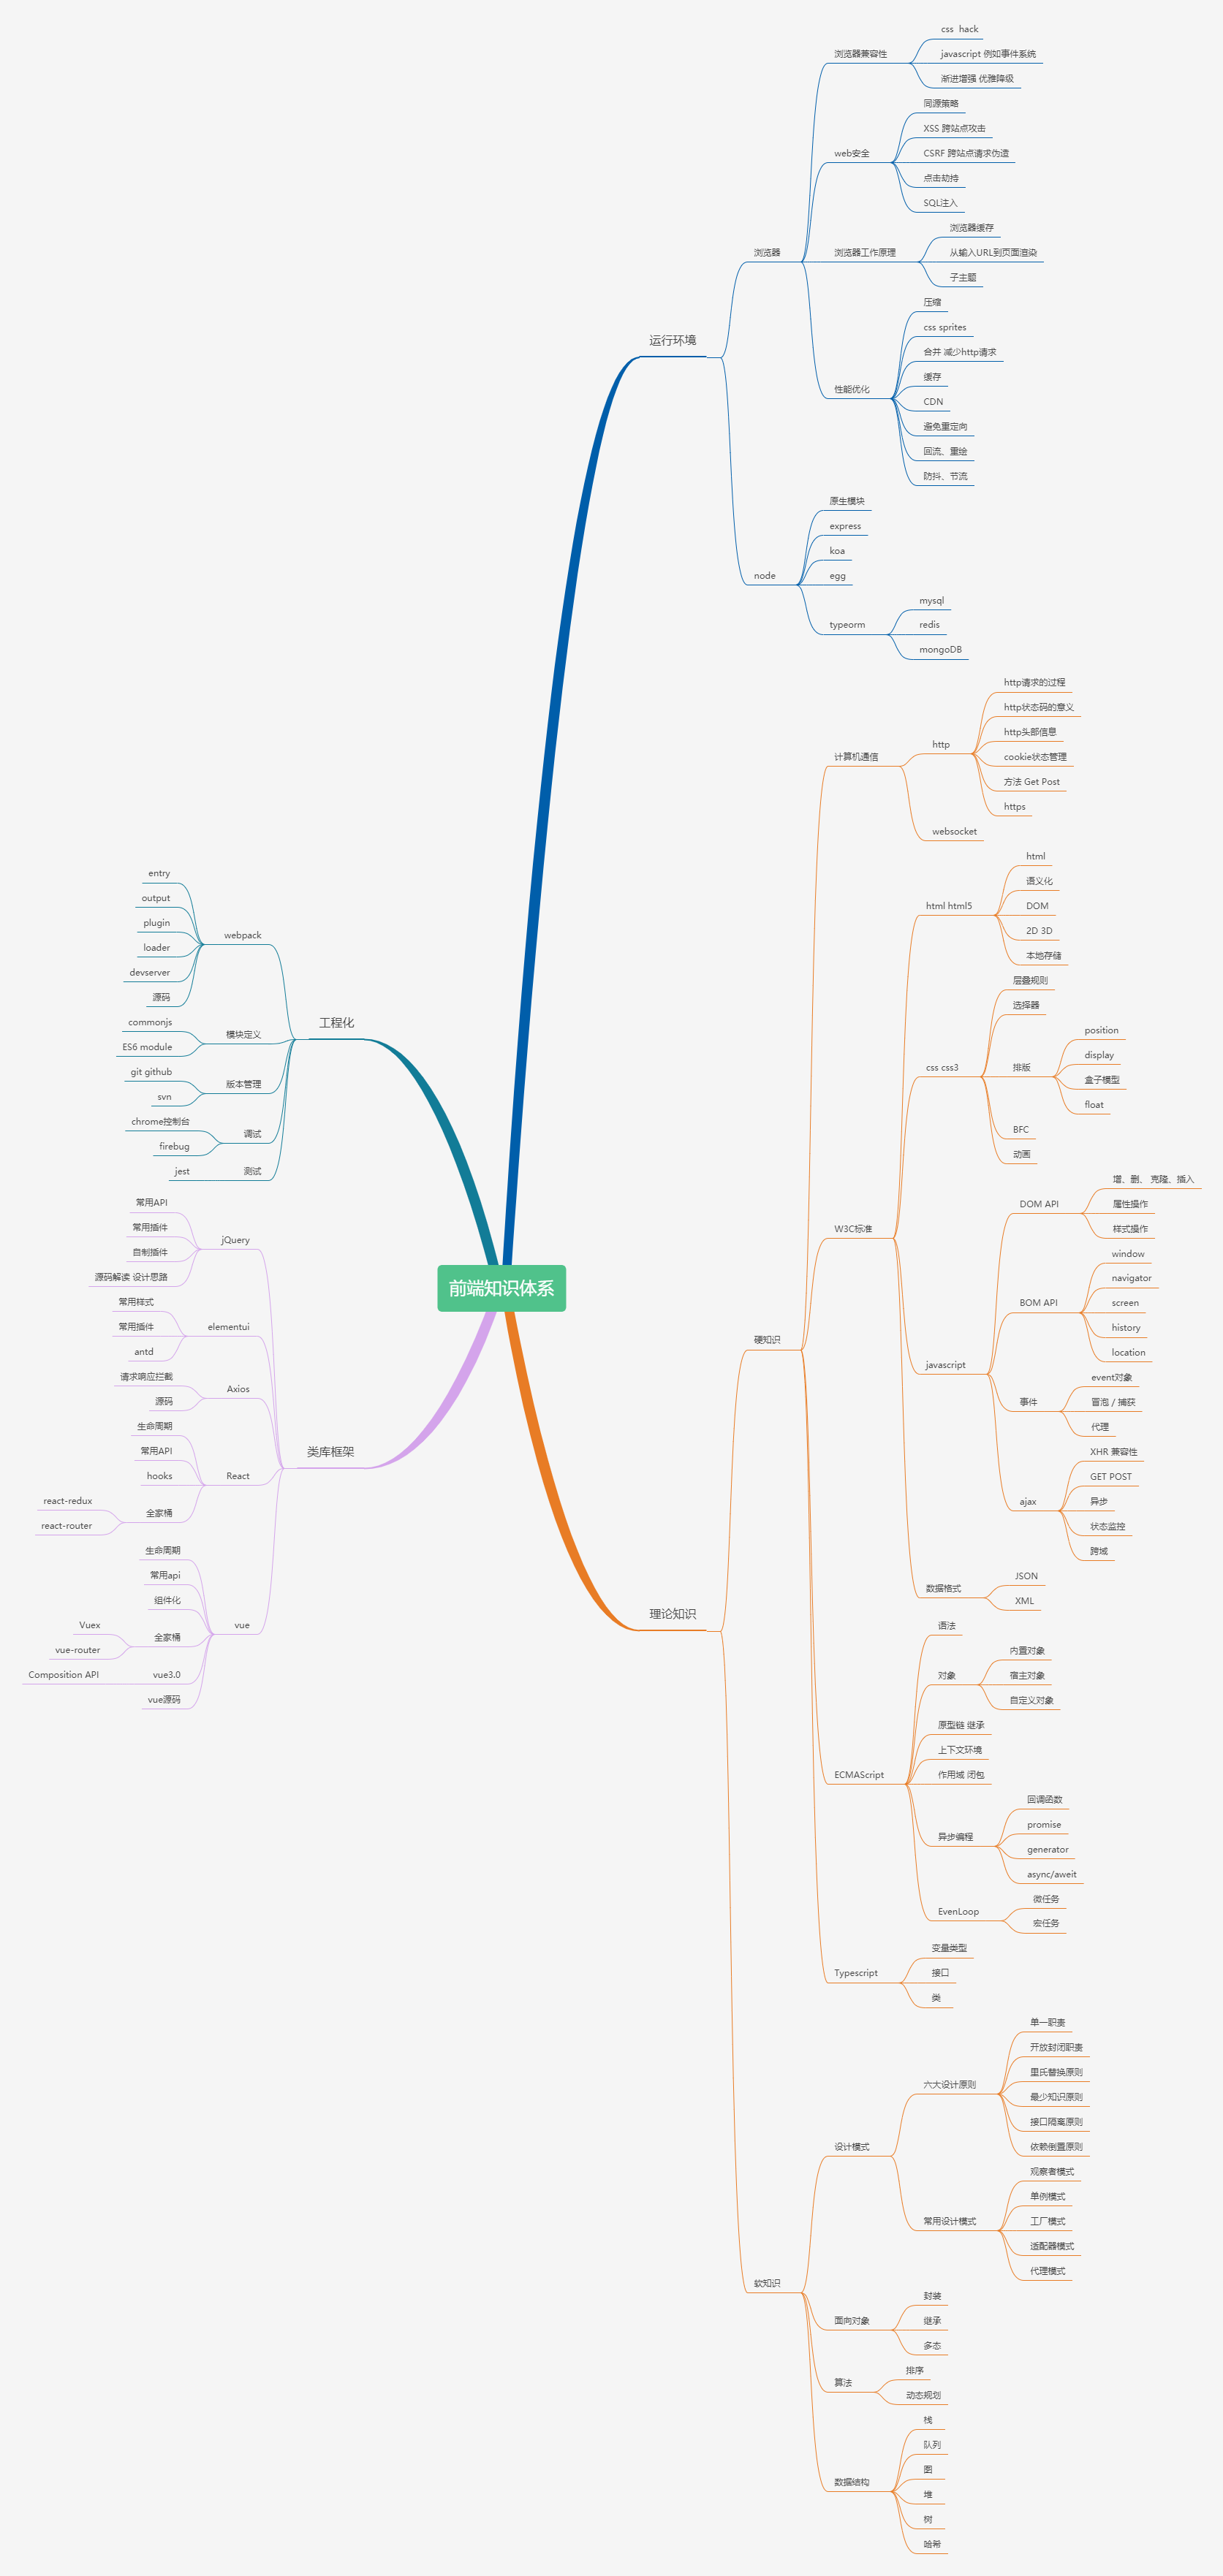 前端知识体系
运行环境
浏览器
浏览器兼容性
css hack
javascript 例如事件系统
渐进增强 优雅降级
web安全
同源策略
XSS 跨站点攻击
CSRF 跨站点请求伪造
点击劫持
SQL注入
浏览器工作原理
浏览器缓存
从输入URL到页面渲染
子主题
性能优化
压缩
css sprites
合并 减少http请求
缓存
CDN
避免重定向
回流、重绘
防抖、节流
node
原生模块
express
koa
egg
typeorm
mysql
redis
mongoDB
理论知识
硬知识
计算机通信
http
http请求的过程
http状态码的意义
http头部信息
cookie状态管理
方法 Get Post
https
websocket
W3C标准
html html5
html
语义化
DOM
2D 3D
本地存储
css css3
层叠规则
选择器
排版
position
display
盒子模型
float
BFC
动画
javascript
DOM API
增、删、 克隆、插入
属性操作
样式操作
BOM API
window
navigator
screen
history
location
事件
event对象
冒泡 / 捕获
代理
ajax
XHR 兼容性
GET POST
异步
状态监控
跨域
数据格式
JSON
XML
ECMAScript
语法
对象
内置对象
宿主对象
自定义对象
原型链 继承
上下文环境
作用域 闭包
异步编程
回调函数
promise
generator
async/aweit
EvenLoop
微任务
宏任务
Typescript
变量类型
接口
类
软知识
设计模式
六大设计原则
单一职责
开放封闭职责
里氏替换原则
最少知识原则
接口隔离原则
依赖倒置原则
常用设计模式
观察者模式
单例模式
工厂模式
适配器模式
代理模式
面向对象
封装
继承
多态
算法
排序
动态规划
数据结构
栈
队列
图
堆
树
哈希
工程化
webpack
entry
output
plugin
loader
devserver
源码
模块定义
commonjs
ES6 module
版本管理
git github
svn
调试
chrome控制台
firebug
测试
jest
类库框架
jQuery
常用API
常用插件
自制插件
源码解读 设计思路
elementui
常用样式
常用插件
antd
Axios
请求响应拦截
源码
React
生命周期
常用API
hooks
全家桶
react-redux
react-router
vue
生命周期
常用api
组件化
全家桶
Vuex
vue-router
vue3.0
Composition API
vue源码